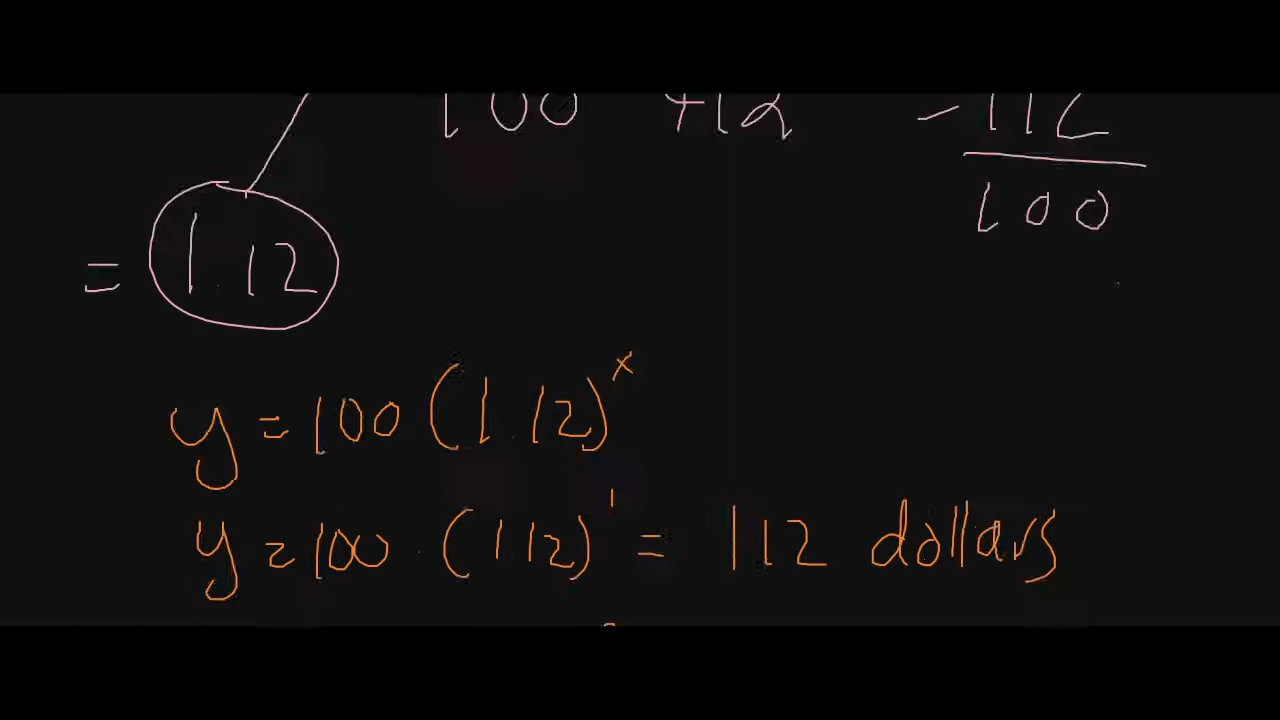 100 +12 - 112
100
= 1.12
y = 100 (1.12)^x
y = 100 (1.12)^1 = 112 dollars